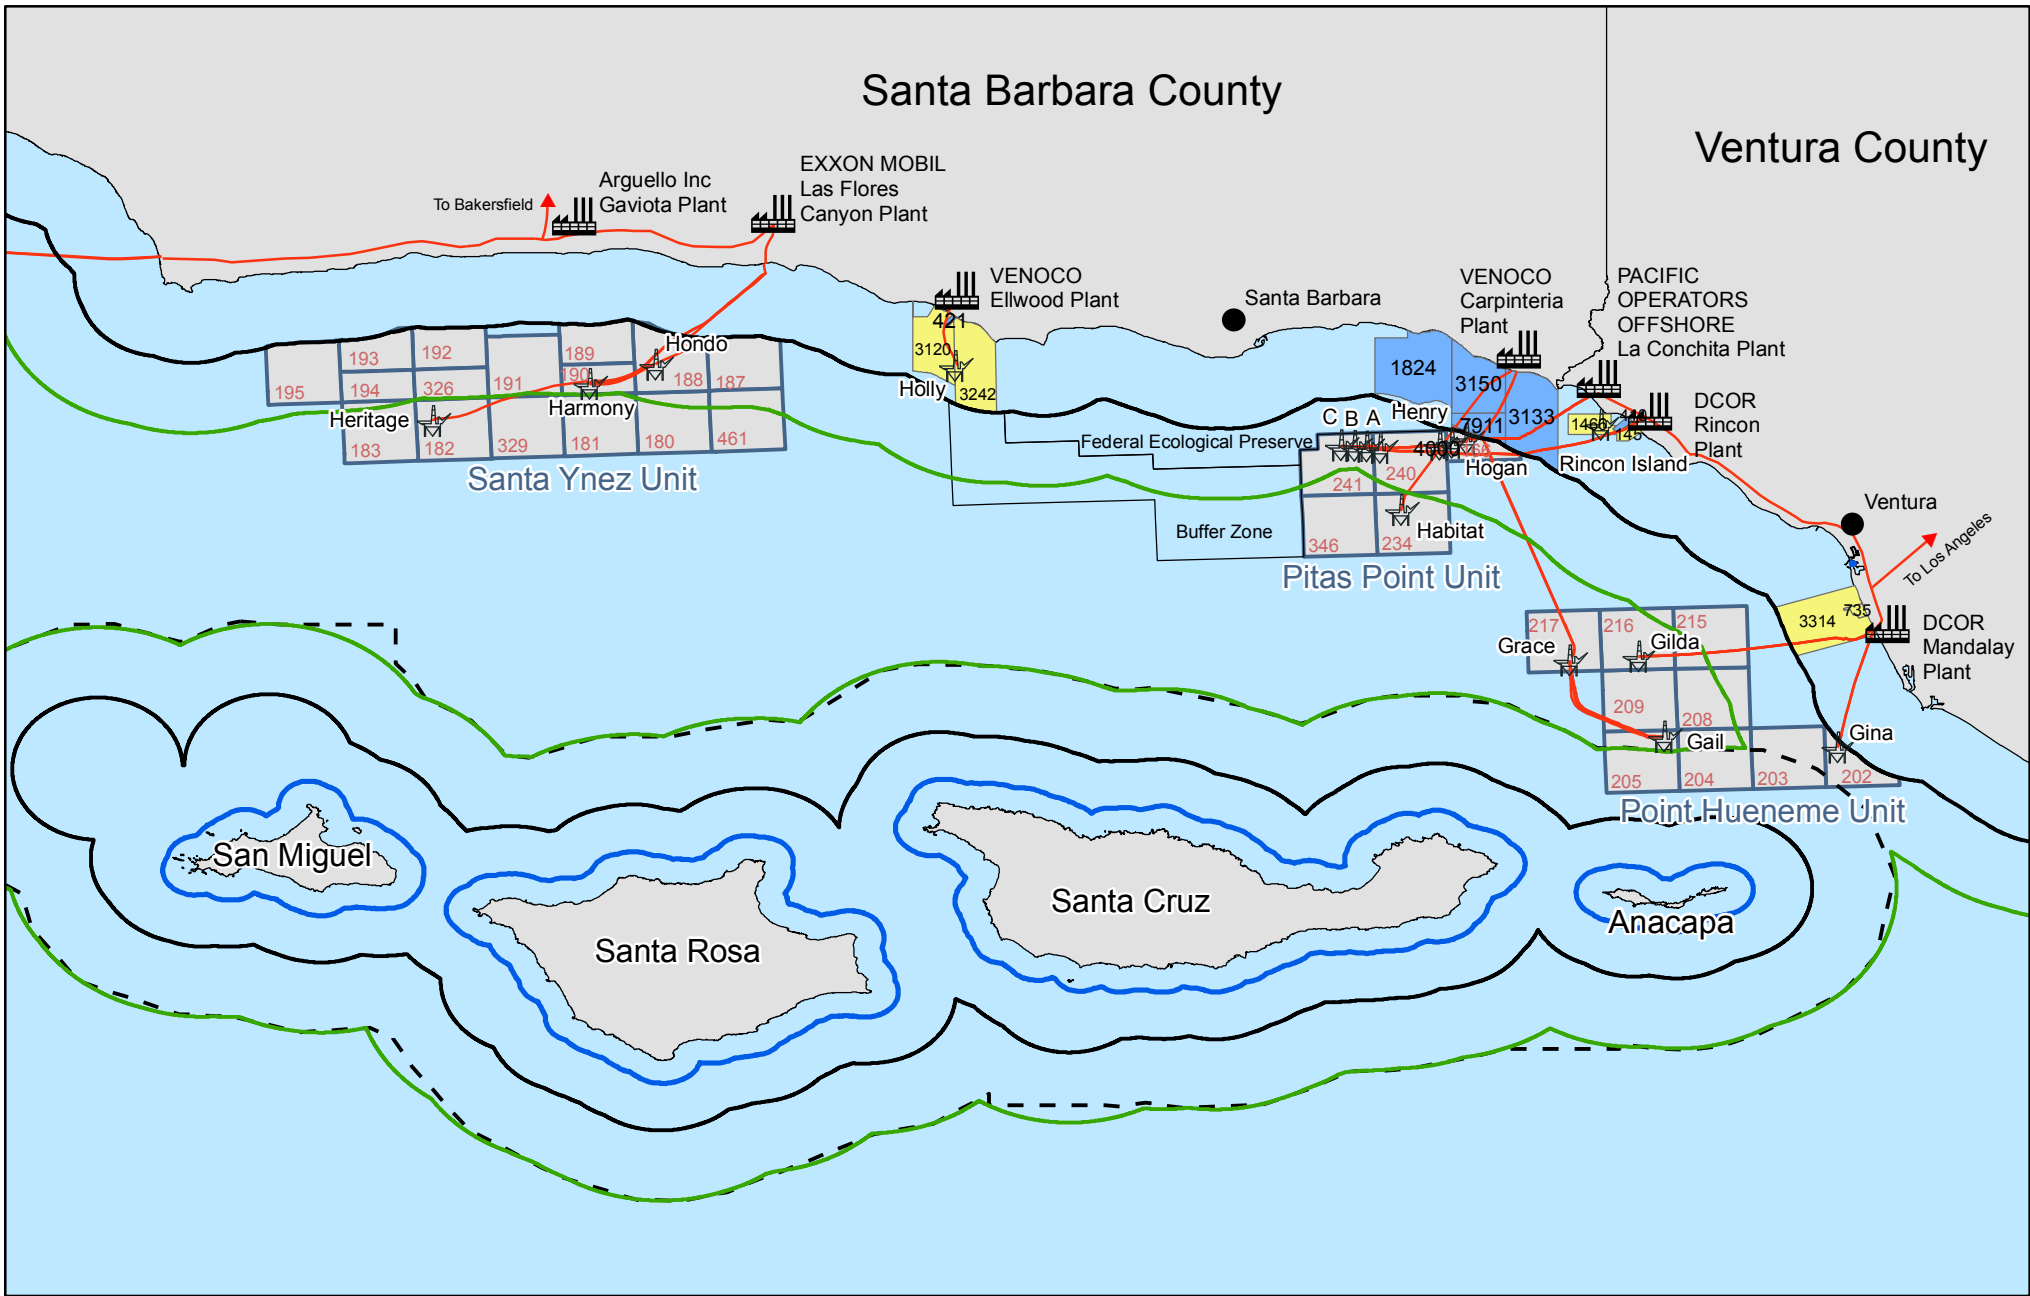 Santa Barbara County
Ventura County
EXXON MOBIL
Las Flores
Canyon Plant
Arguello Inc
Gaviota Plant
To Bakersfield
VENOCO
Ellwood Plant
Santa Barbara
VENOCO
Carpinteria
Plant
PACIFIC
OPERATORS
OFFSHORE
La Conchita Plant
DCOR
Rincon
Plant
421
3120
3242
Holly
1824
3150
3133
7911
1466
145
4000
C B A
Henry
Hogan
Rincon Island
Federal Ecological Preserve
Buffer Zone
240
241
346
234
Habitat
Pitas Point Unit
Hondo
Harmony
Heritage
193
192
189
195
194
326
191
190
188
187
183
182
329
181
180
461
Santa Ynez Unit
Ventura
To Los Angeles
3314
735
DCOR
Mandalay
Plant
217
216
215
Grace
Gilda
209
208
Gail
Gina
205
204
203
202
Point Hueneme Unit
San Miguel
Santa Rosa
Santa Cruz
Anacapa